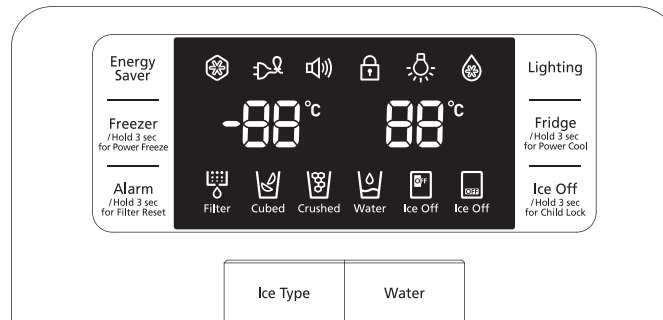 Energy
Saver
Lighting
-88°C
88°C
Freezer
/Hold 3 sec
for Power Freeze
Fridge
/Hold 3 sec
for Power Cool
Alarm
/Hold 3 sec
for Filter Reset
OFF
OFF
Filter Cubed Crushed Water Ice Off Ice Off
Ice Off
/Hold 3 sec
for Child Lock
Ice Type
Water